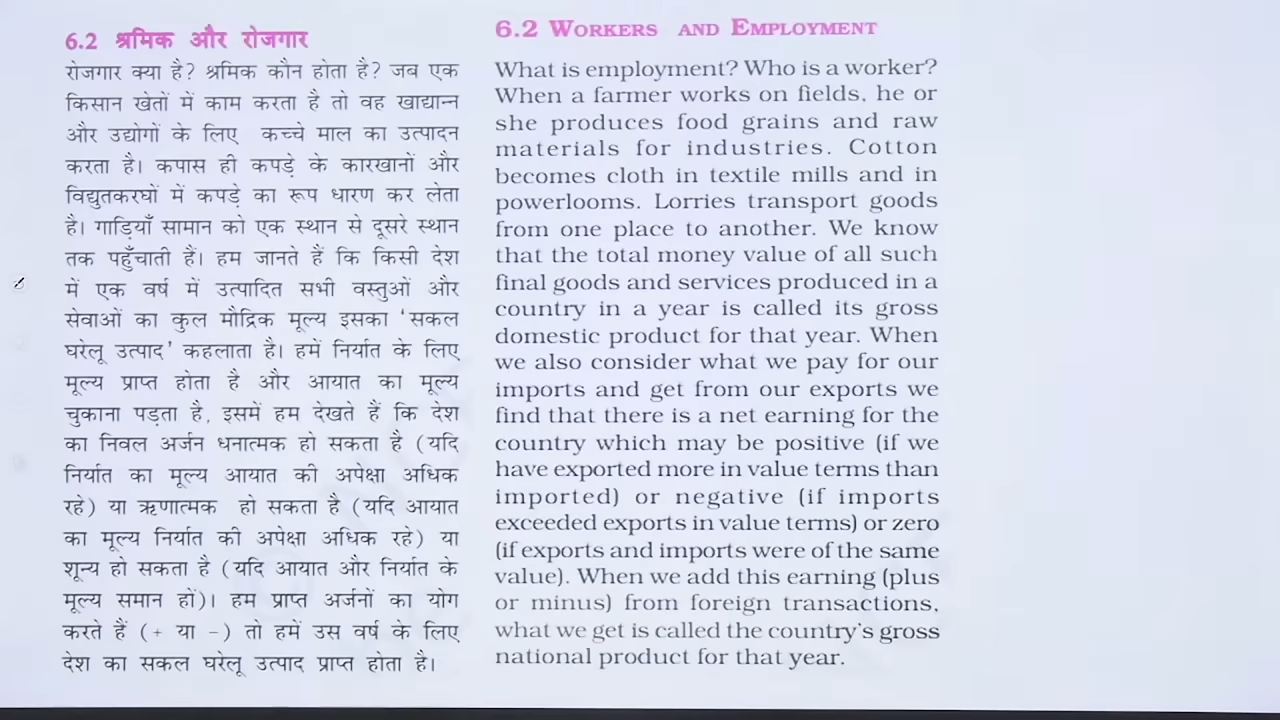 6.2 श्रमिक और रोजगार
रोजगार क्या है? श्रमिक कौन होता है? जब एक
किसान खेतों में काम करता है तो वह खाद्यान्न
और उद्योगों के लिए कच्चे माल का उत्पादन
करता है। कपास ही कपड़े के कारखानों और
विद्युतकरघों में कपड़े का रूप धारण कर लेता
है। गाड़ियाँ सामान को एक स्थान से दूसरे स्थान
तक पहुँचाती हैं। हम जानते हैं कि किसी देश
में एक वर्ष में उत्पादित सभी वस्तुओं और
सेवाओं का कुल मौद्रिक मूल्य इसका ‘सकल
घरेलू उत्पाद’ कहलाता है। हमें निर्यात के लिए
मूल्य प्राप्त होता है और आयात का मूल्य
चुकाना पड़ता है, इसमें हम देखते हैं कि देश
का निवल अर्जन धनात्मक हो सकता है (यदि
निर्यात का मूल्य आयात की अपेक्षा अधिक
रहे) या ऋणात्मक हो सकता है (यदि आयात
का मूल्य निर्यात की अपेक्षा अधिक रहे) या
शून्य हो सकता है (यदि आयात और निर्यात के
मूल्य समान हों)। हम प्राप्त अर्जनों का योग
करते हैं (+ या –) तो हमें उस वर्ष के लिए
देश का सकल घरेलू उत्पाद प्राप्त होता है।
6.2 WORKERS AND EMPLOYMENT
What is employment? Who is a worker?
When a farmer works on fields, he or
she produces food grains and raw
materials for industries. Cotton
becomes cloth in textile mills and in
powerlooms. Lorries transport goods
from one place to another. We know
that the total money value of all such
final goods and services produced in a
country in a year is called its gross
domestic product for that year. When
we also consider what we pay for our
imports and get from our exports we
find that there is a net earning for the
country which may be positive (if we
have exported more in value terms than
imported) or negative (if imports
exceeded exports in value terms) or zero
(if exports and imports were of the same
value). When we add this earning (plus
or minus) from foreign transactions,
what we get is called the country's gross
national product for that year.